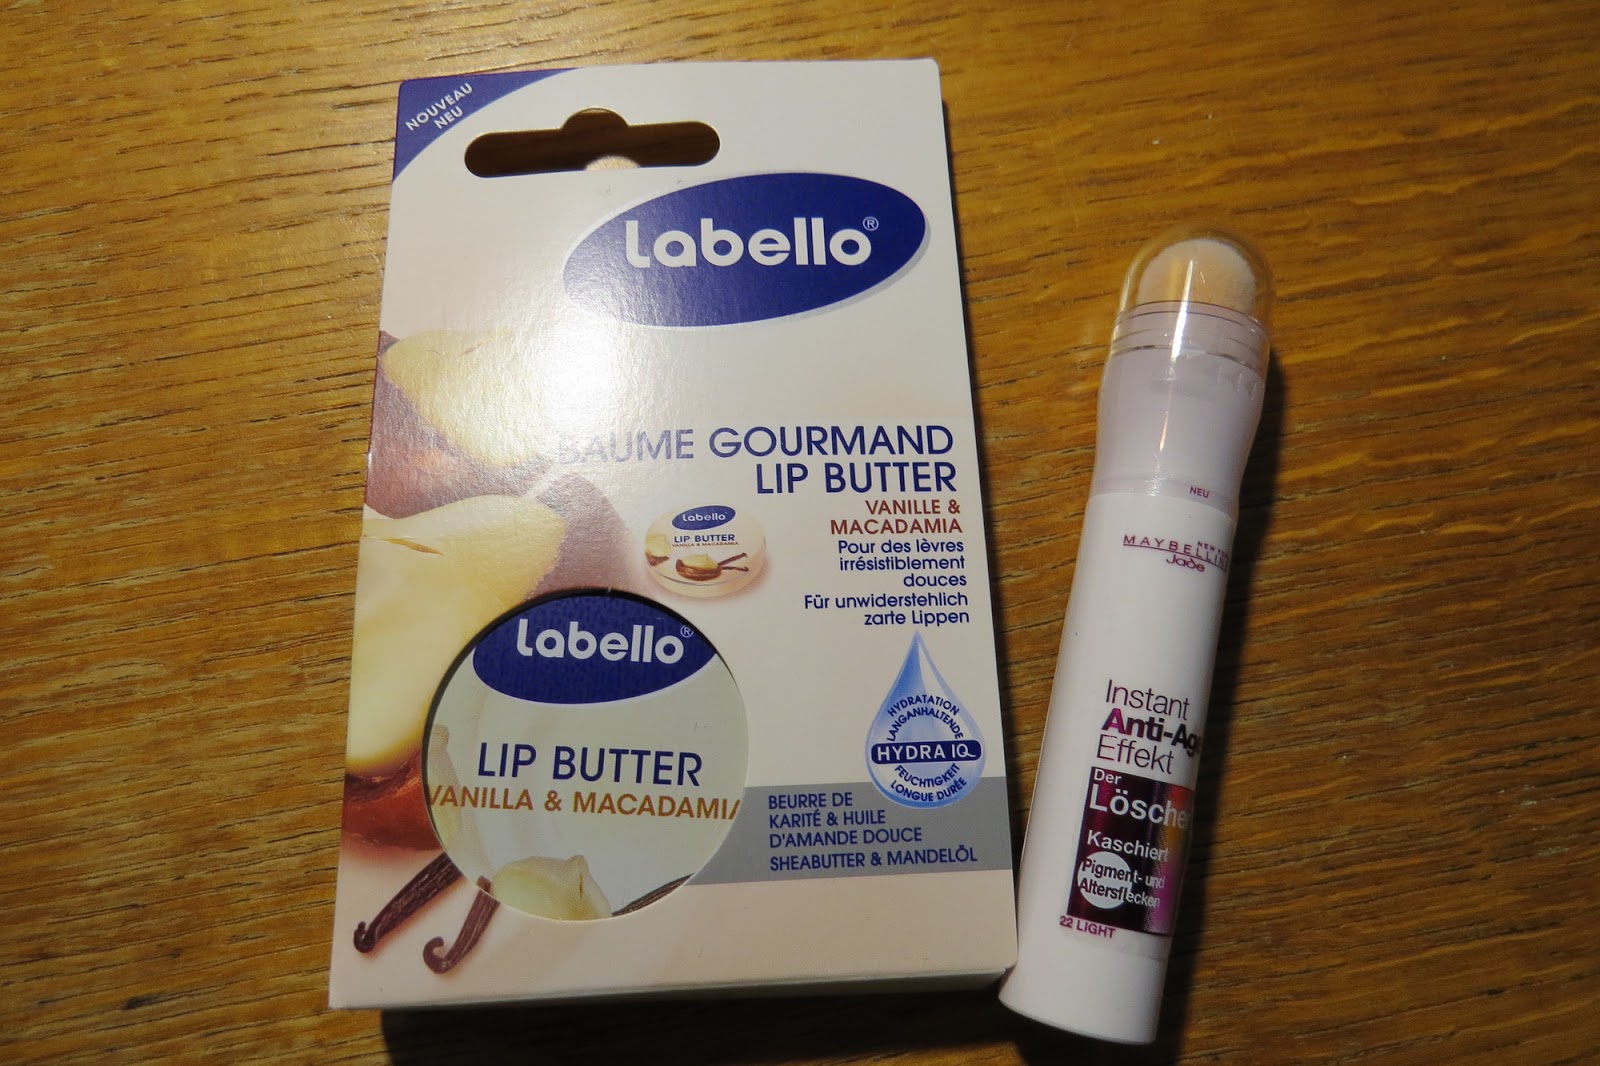 NOUVEAU
NEU
Labello®
BAUME GOURMAND
LIP BUTTER
VANILLE &
MACADAMIA
Pour des lèvres
irrésistiblement
douces
Für unwiderstehlich
zarte Lippen
Labello
LIP BUTTER
VANILLA & MACADAMIA
Labello®
LIP BUTTER
VANILLA & MACADAMIA
HYDRATATION
LANGANHALTENDE
HYDRA IQ
FEUCHTIGKEIT
LONGUE DURÉE
BEURRE DE
KARITÉ & HUILE
D'AMANDE DOUCE
SHEABUTTER & MANDELÖL
NEU
NEW YORK
MAYBELLINE
Jade
Instant
Anti-Age
Effekt
Der
Löscher
Kaschiert
Pigment- und
Altersflecken
22 LIGHT